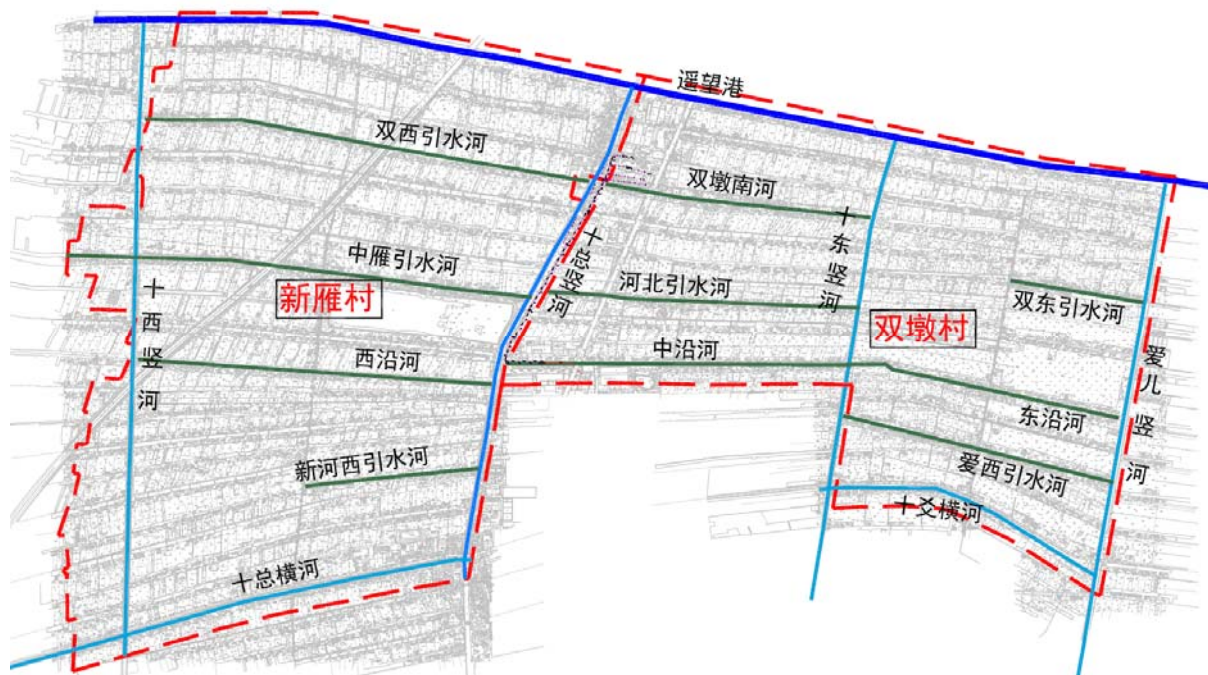 遥望港
双西引水河
双墩南河
十东竖河
十总竖河
中雁引水河
河北引水河
双东引水河
新雁村
双墩村
十西竖河
西沿河
中沿河
爱儿竖河
东沿河
新河西引水河
爱西引水河
十爻横河
十总横河